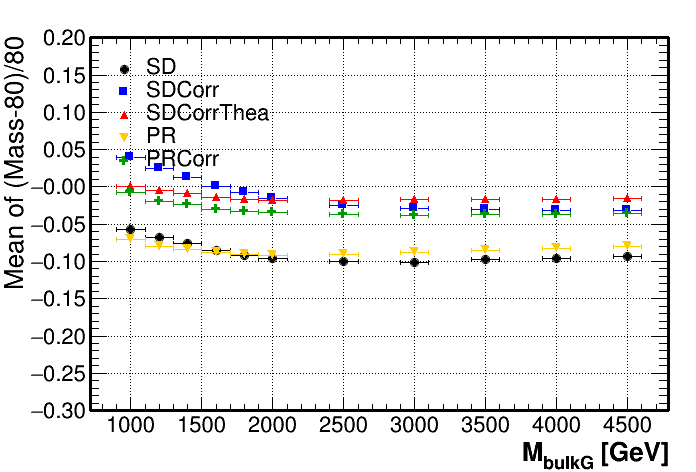 Mean of (Mass-80)/80
0.20
0.15
0.10
0.05
−0.00
−0.05
−0.10
−0.15
−0.20
−0.25
−0.30
SD
SDCorr
SDCorrThea
PR
PRCorr
1000 1500 2000 2500 3000 3500 4000 4500
M_bulkG [GeV]